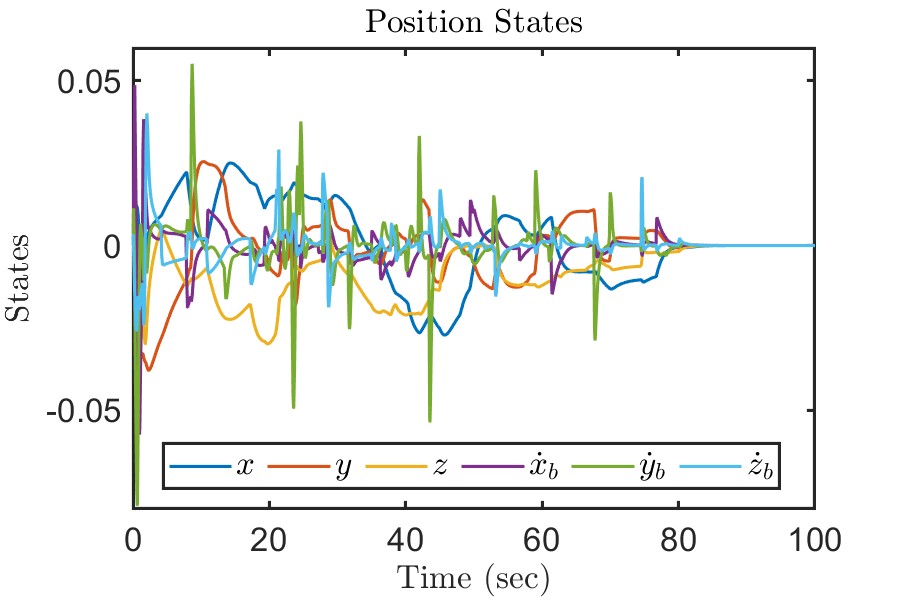 Position States
0.05
0
-0.05
States
x y z ẋ_b ẏ_b ż_b
0 20 40 60 80 100
Time (sec)